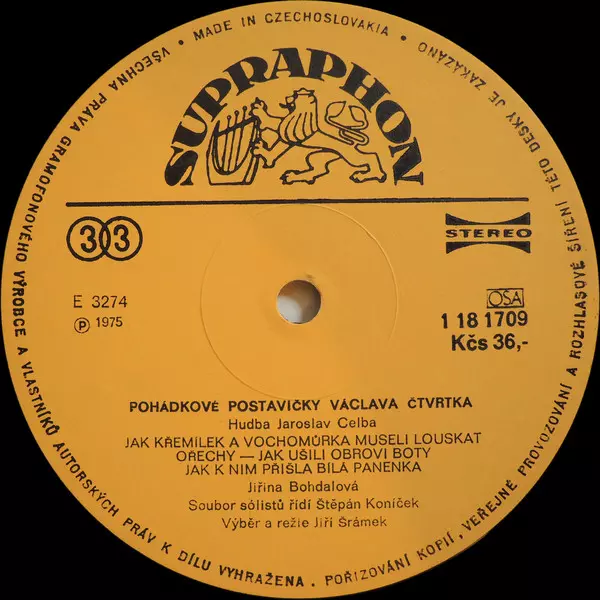 MADE IN CZECHOSLOVAKIA •
VŠECHNA PRÁVA GRAMOFONOVÉHO VÝROBCE A VLASTNÍKŮ AUTORSKÝCH PRÁV K DÍLU VYHRAŽENA. POŘIZOVÁNÍ KOPIÍ, VEŘEJNÉ PROVOZOVÁNÍ A ROZHLASOVÉ ŠÍŘENÍ TÉTO DESKY JE ZAKÁZÁNO
SUPRAPHON
33
STEREO
E 3274
Ⓟ 1975
OSA
1 18 1709
Kčs 36,-
POHÁDKOVÉ POSTAVIČKY VÁCLAVA ČTVRTKA
Hudba Jaroslav Celba
JAK KŘEMÍLEK A VOCHOMŮRKA MUSELI LOUSKAT
OŘECHY — JAK UŠILI OBROVI BOTY
JAK K NIM PŘIŠLA BÍLÁ PANENKA
Jiřina Bohdalová
Soubor sólistů řídí Štěpán Koníček
Výběr a režie Jiří Šrámek